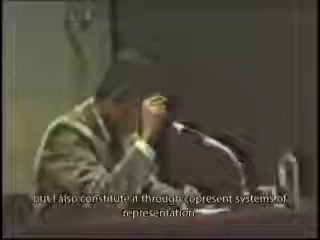 but I also constitute it through copresent systems of
representation